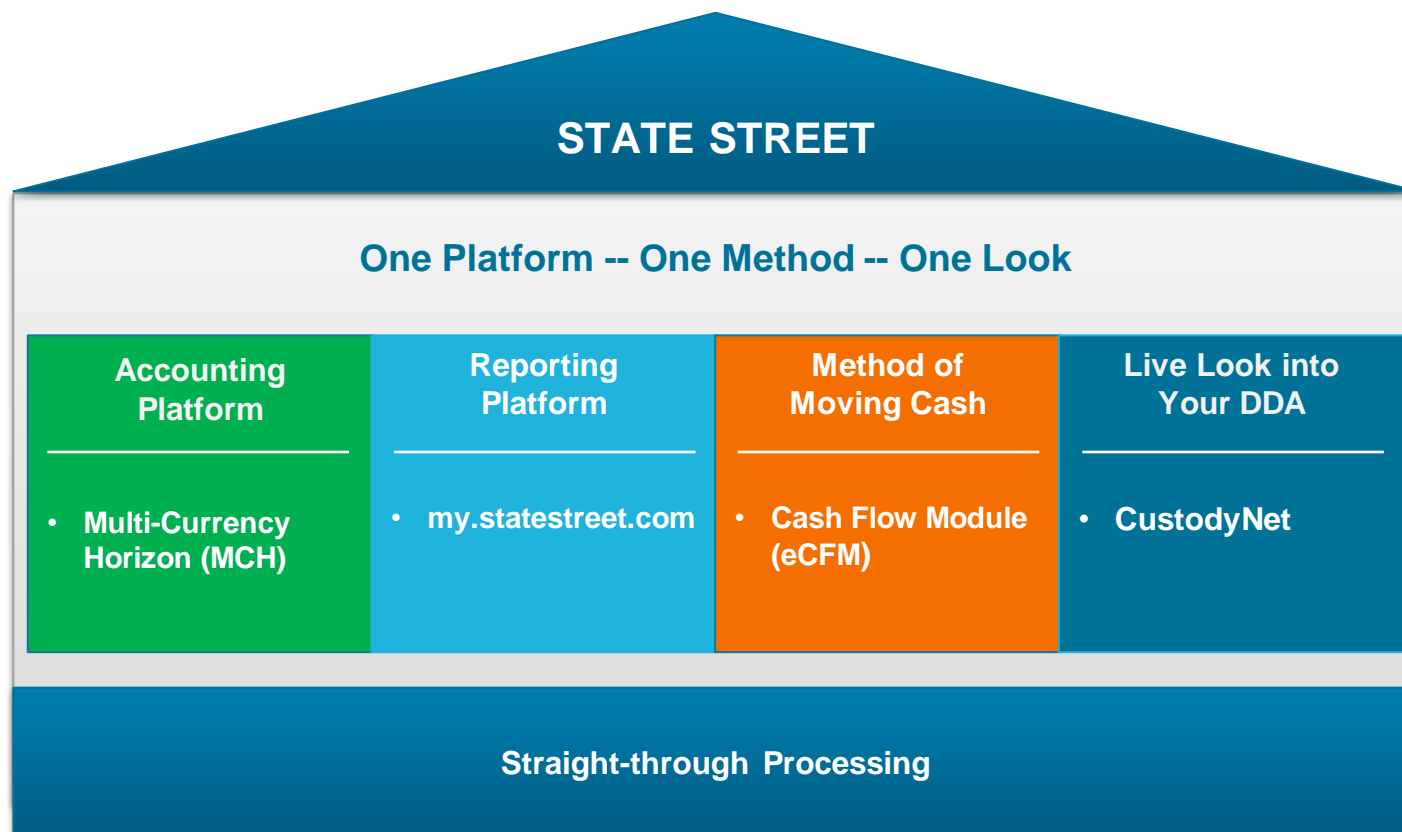 STATE STREET
One Platform -- One Method -- One Look
Accounting
Platform
• Multi-Currency
Horizon (MCH)
Reporting
Platform
• my.statestreet.com
Method of
Moving Cash
• Cash Flow Module
(eCFM)
Live Look into
Your DDA
• CustodyNet
Straight-through Processing